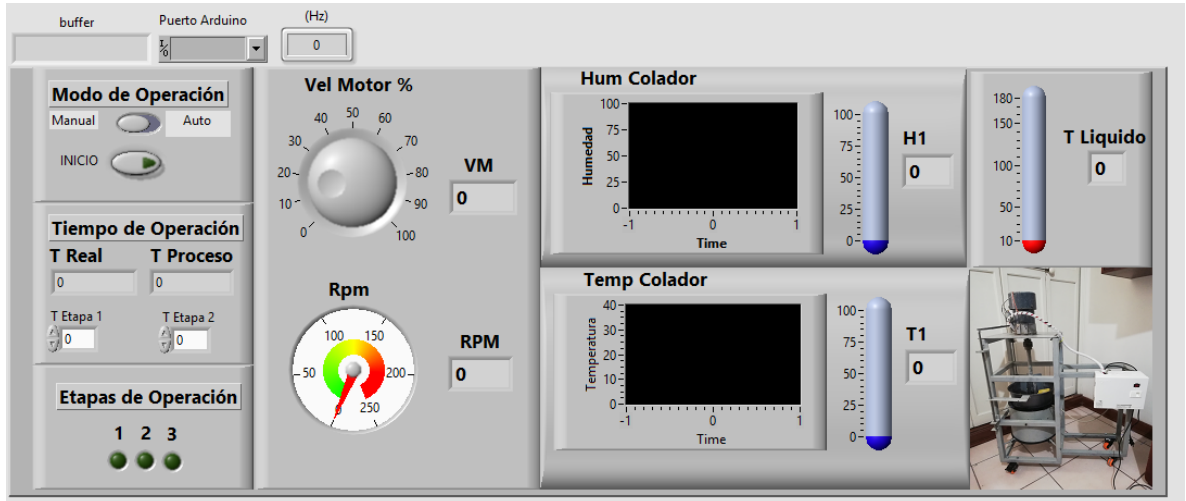 buffer
Puerto Arduino
(Hz)
I/O
0
Modo de Operación
Manual
Auto
INICIO
Tiempo de Operación
T Real
T Proceso
0
0
T Etapa 1
T Etapa 2
0
0
Etapas de Operación
1 2 3
Vel Motor %
0
10
20
30
40
50
60
70
80
90
100
VM
0
Rpm
0
50
100
150
200
250
RPM
0
Hum Colador
Humedad
100
75
50
25
0
-1
0
1
Time
100
75
50
25
0
H1
0
Temp Colador
Temperatura
40
30
20
10
0
-1
0
1
Time
100
75
50
25
0
T1
0
180
150
100
50
10
T Liquido
0